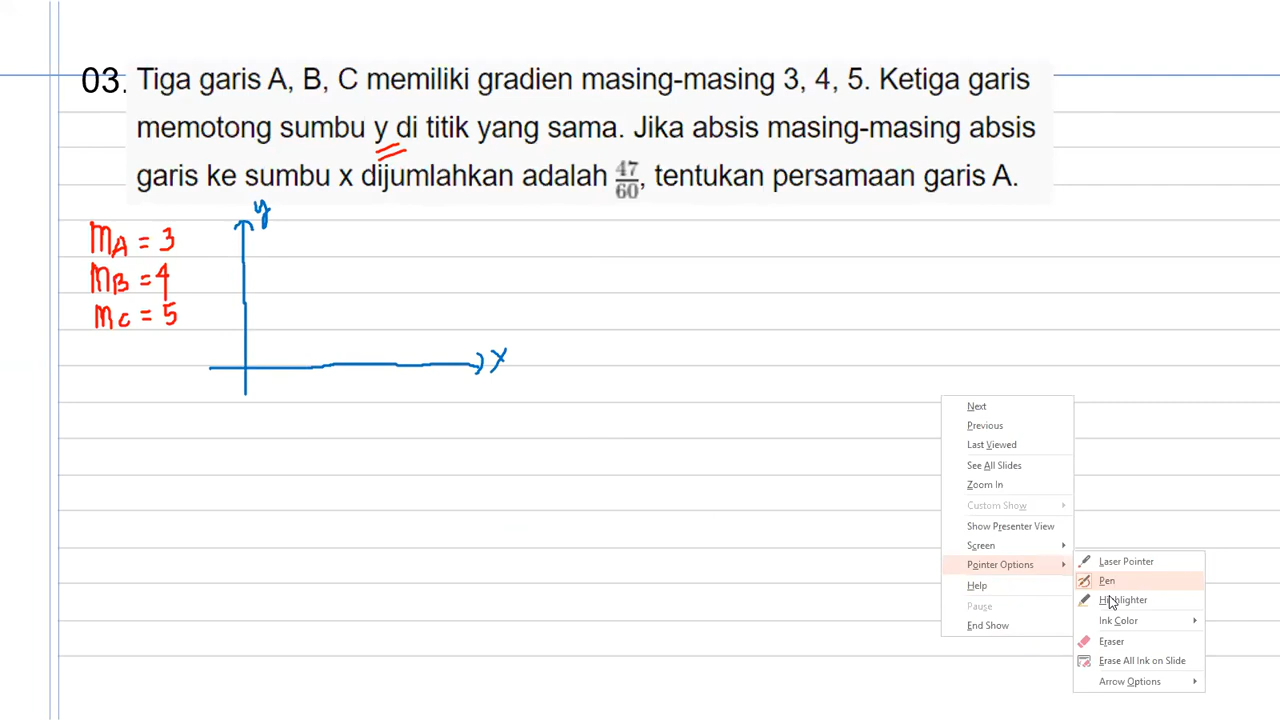 03. Tiga garis A, B, C memiliki gradien masing-masing 3, 4, 5. Ketiga garis
memotong sumbu y di titik yang sama. Jika absis masing-masing absis
garis ke sumbu x dijumlahkan adalah 47/60, tentukan persamaan garis A.
y
mA = 3
mB = 4
mC = 5
x
Next
Previous
Last Viewed
See All Slides
Zoom In
Custom Show
Show Presenter View
Screen
Pointer Options
Help
Pause
End Show
Laser Pointer
Pen
Highlighter
Ink Color
Eraser
Erase All Ink on Slide
Arrow Options